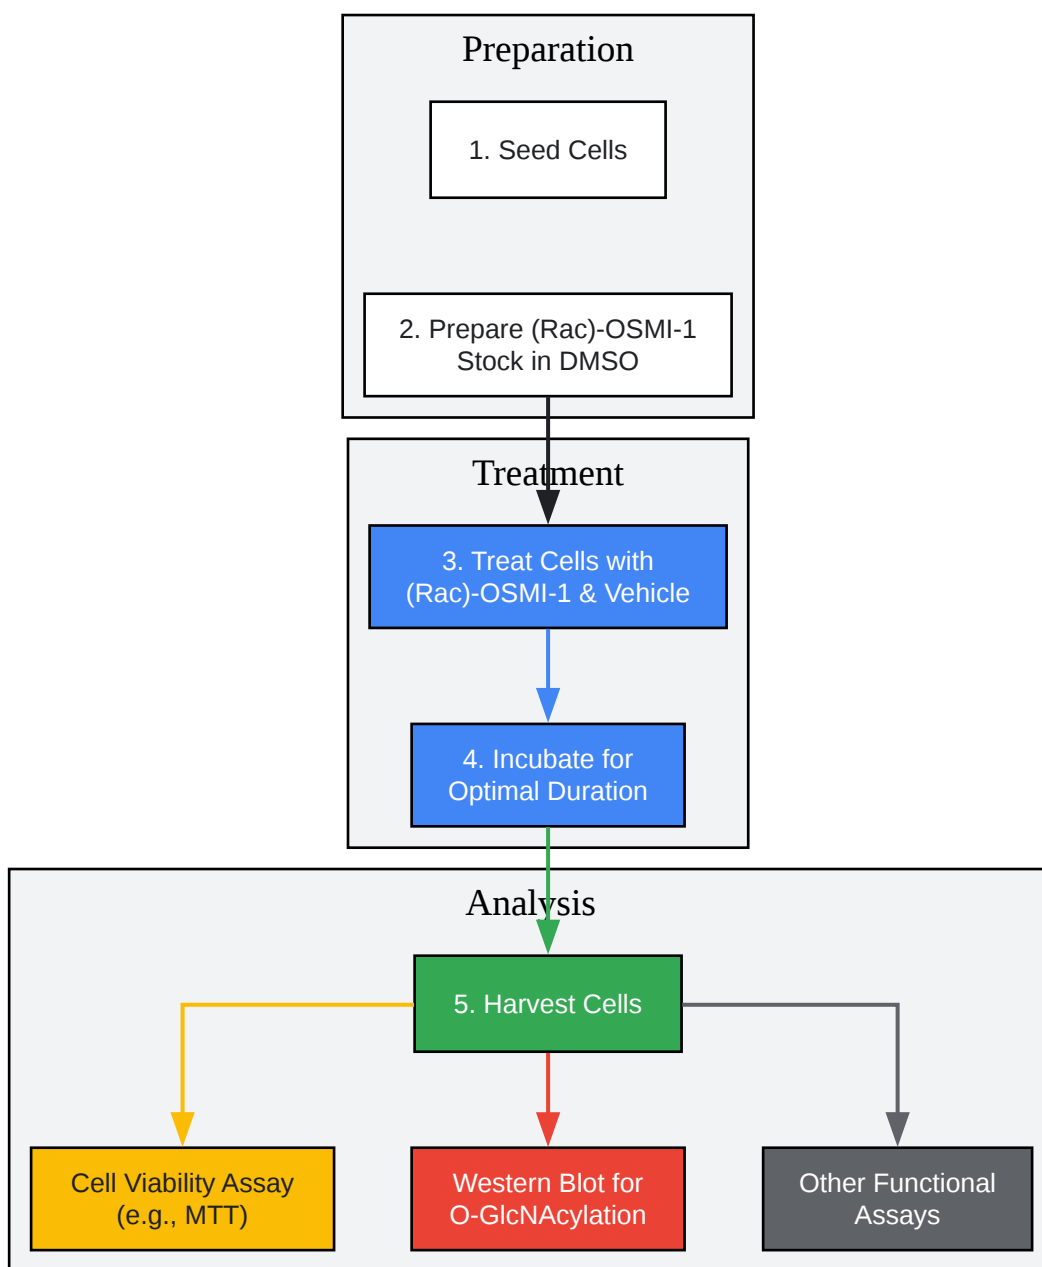 Preparation
1. Seed Cells
2. Prepare (Rac)-OSMI-1
Stock in DMSO
Treatment
3. Treat Cells with
(Rac)-OSMI-1 & Vehicle
4. Incubate for
Optimal Duration
Analysis
5. Harvest Cells
Cell Viability Assay
(e.g., MTT)
Western Blot for
O-GlcNAcylation
Other Functional
Assays